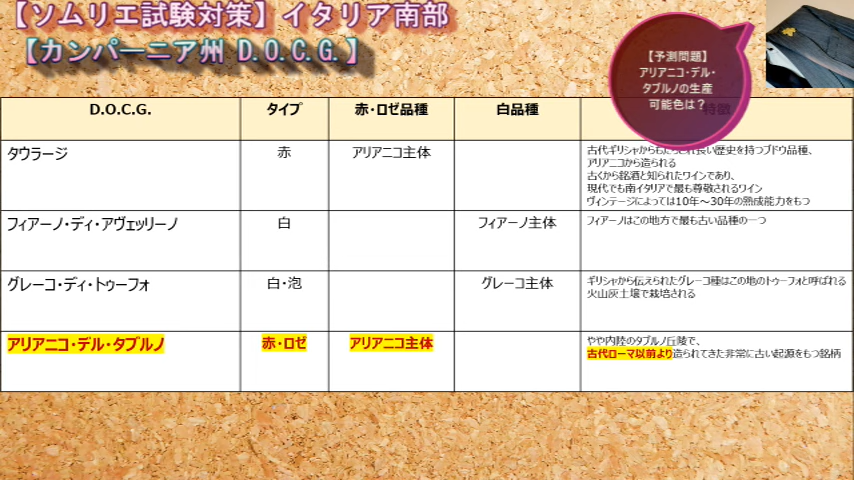 【ソムリエ試験対策】イタリア南部
【カンパーニア州 D.O.C.G.】
【予測問題】
アリアニコ・デル・
タブルノの生産
可能色は？
D.O.C.G. タイプ 赤・ロゼ品種 白品種 特徴
タウラージ 赤 アリアニコ主体
古代ギリシャからもたらされ長い歴史を持つブドウ品種、
アリアニコから造られる
古くから銘酒と知られたワインであり、
現代でも南イタリアで最も尊敬されるワイン
ヴィンテージによっては10年～30年の熟成能力をもつ
フィアーノ・ディ・アヴェッリーノ 白 フィアーノ主体 フィアーノはこの地方で最も古い品種の一つ
グレーコ・ディ・トゥーフォ 白・泡 グレーコ主体
ギリシャから伝えられたグレーコ種はこの地のトゥーフォと呼ばれる
火山灰土壌で栽培される
アリアニコ・デル・タブルノ 赤・ロゼ アリアニコ主体
やや内陸のタブルノ丘陵で、
古代ローマ以前より造られてきた非常に古い起源をもつ銘柄